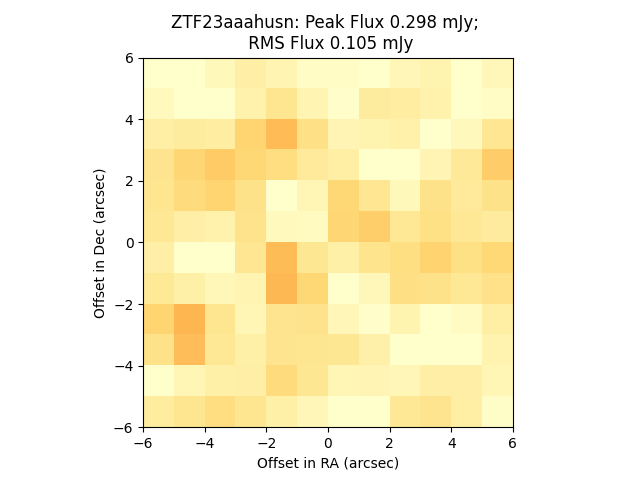 ZTF23aaahusn: Peak Flux 0.298 mJy;
RMS Flux 0.105 mJy
6
4
2
0
−2
−4
−6
Offset in Dec (arcsec)
−6 −4 −2 0 2 4 6
Offset in RA (arcsec)